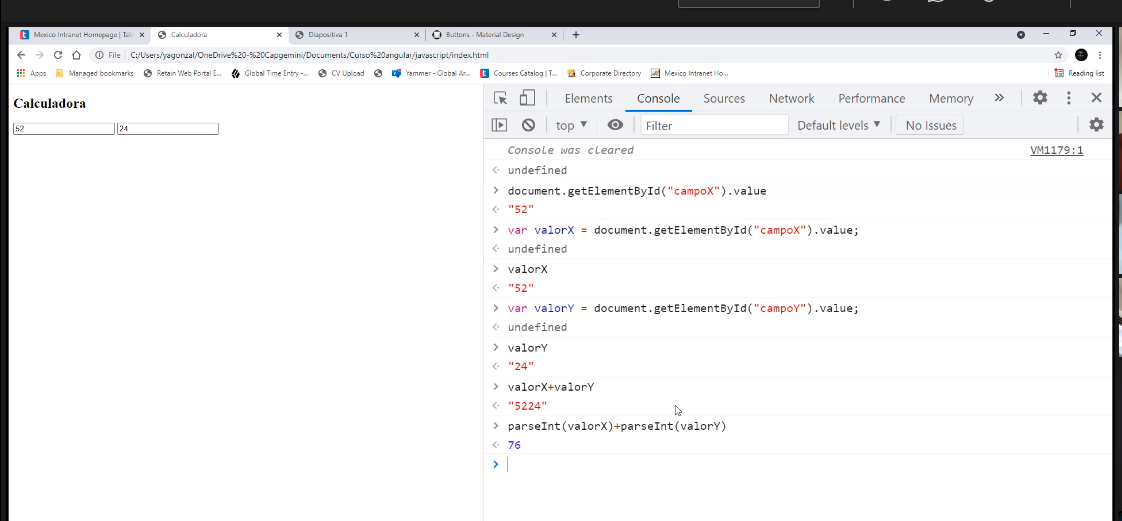 Mexico Intranet Homepage | Tale
Calculadora
Diapositiva 1
Buttons - Material Design
File
C:/Users/yagonzal/OneDrive%20-%20Capgemini/Documents/Curso%20angular/javascript/index.html
Apps
Managed bookmarks
Retain Web Portal E...
Global Time Entry -...
CV Upload
Yammer - Global Ar...
Courses Catalog | T...
Corporate Directory
Mexico Intranet Ho...
Reading list
Calculadora
52
24
Elements
Console
Sources
Network
Performance
Memory
»
top ▼
Filter
Default levels ▼
No Issues
Console was cleared
VM1179:1
undefined
document.getElementById("campoX").value
"52"
var valorX = document.getElementById("campoX").value;
undefined
valorX
"52"
var valorY = document.getElementById("campoY").value;
undefined
valorY
"24"
valorX+valorY
"5224"
parseInt(valorX)+parseInt(valorY)
76